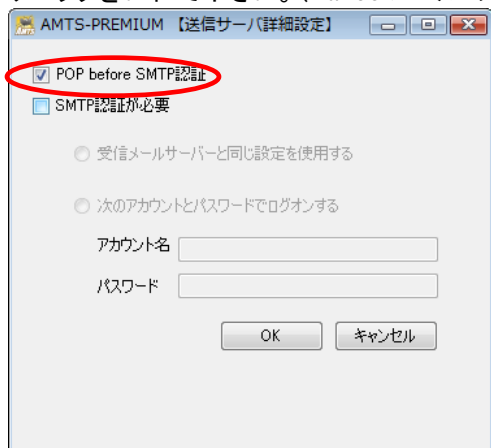 AMTS-PREMIUM 【送信サーバ詳細設定】
POP before SMTP認証
SMTP認証が必要
受信メールサーバーと同じ設定を使用する
次のアカウントとパスワードでログオンする
アカウント名
パスワード
OK キャンセル